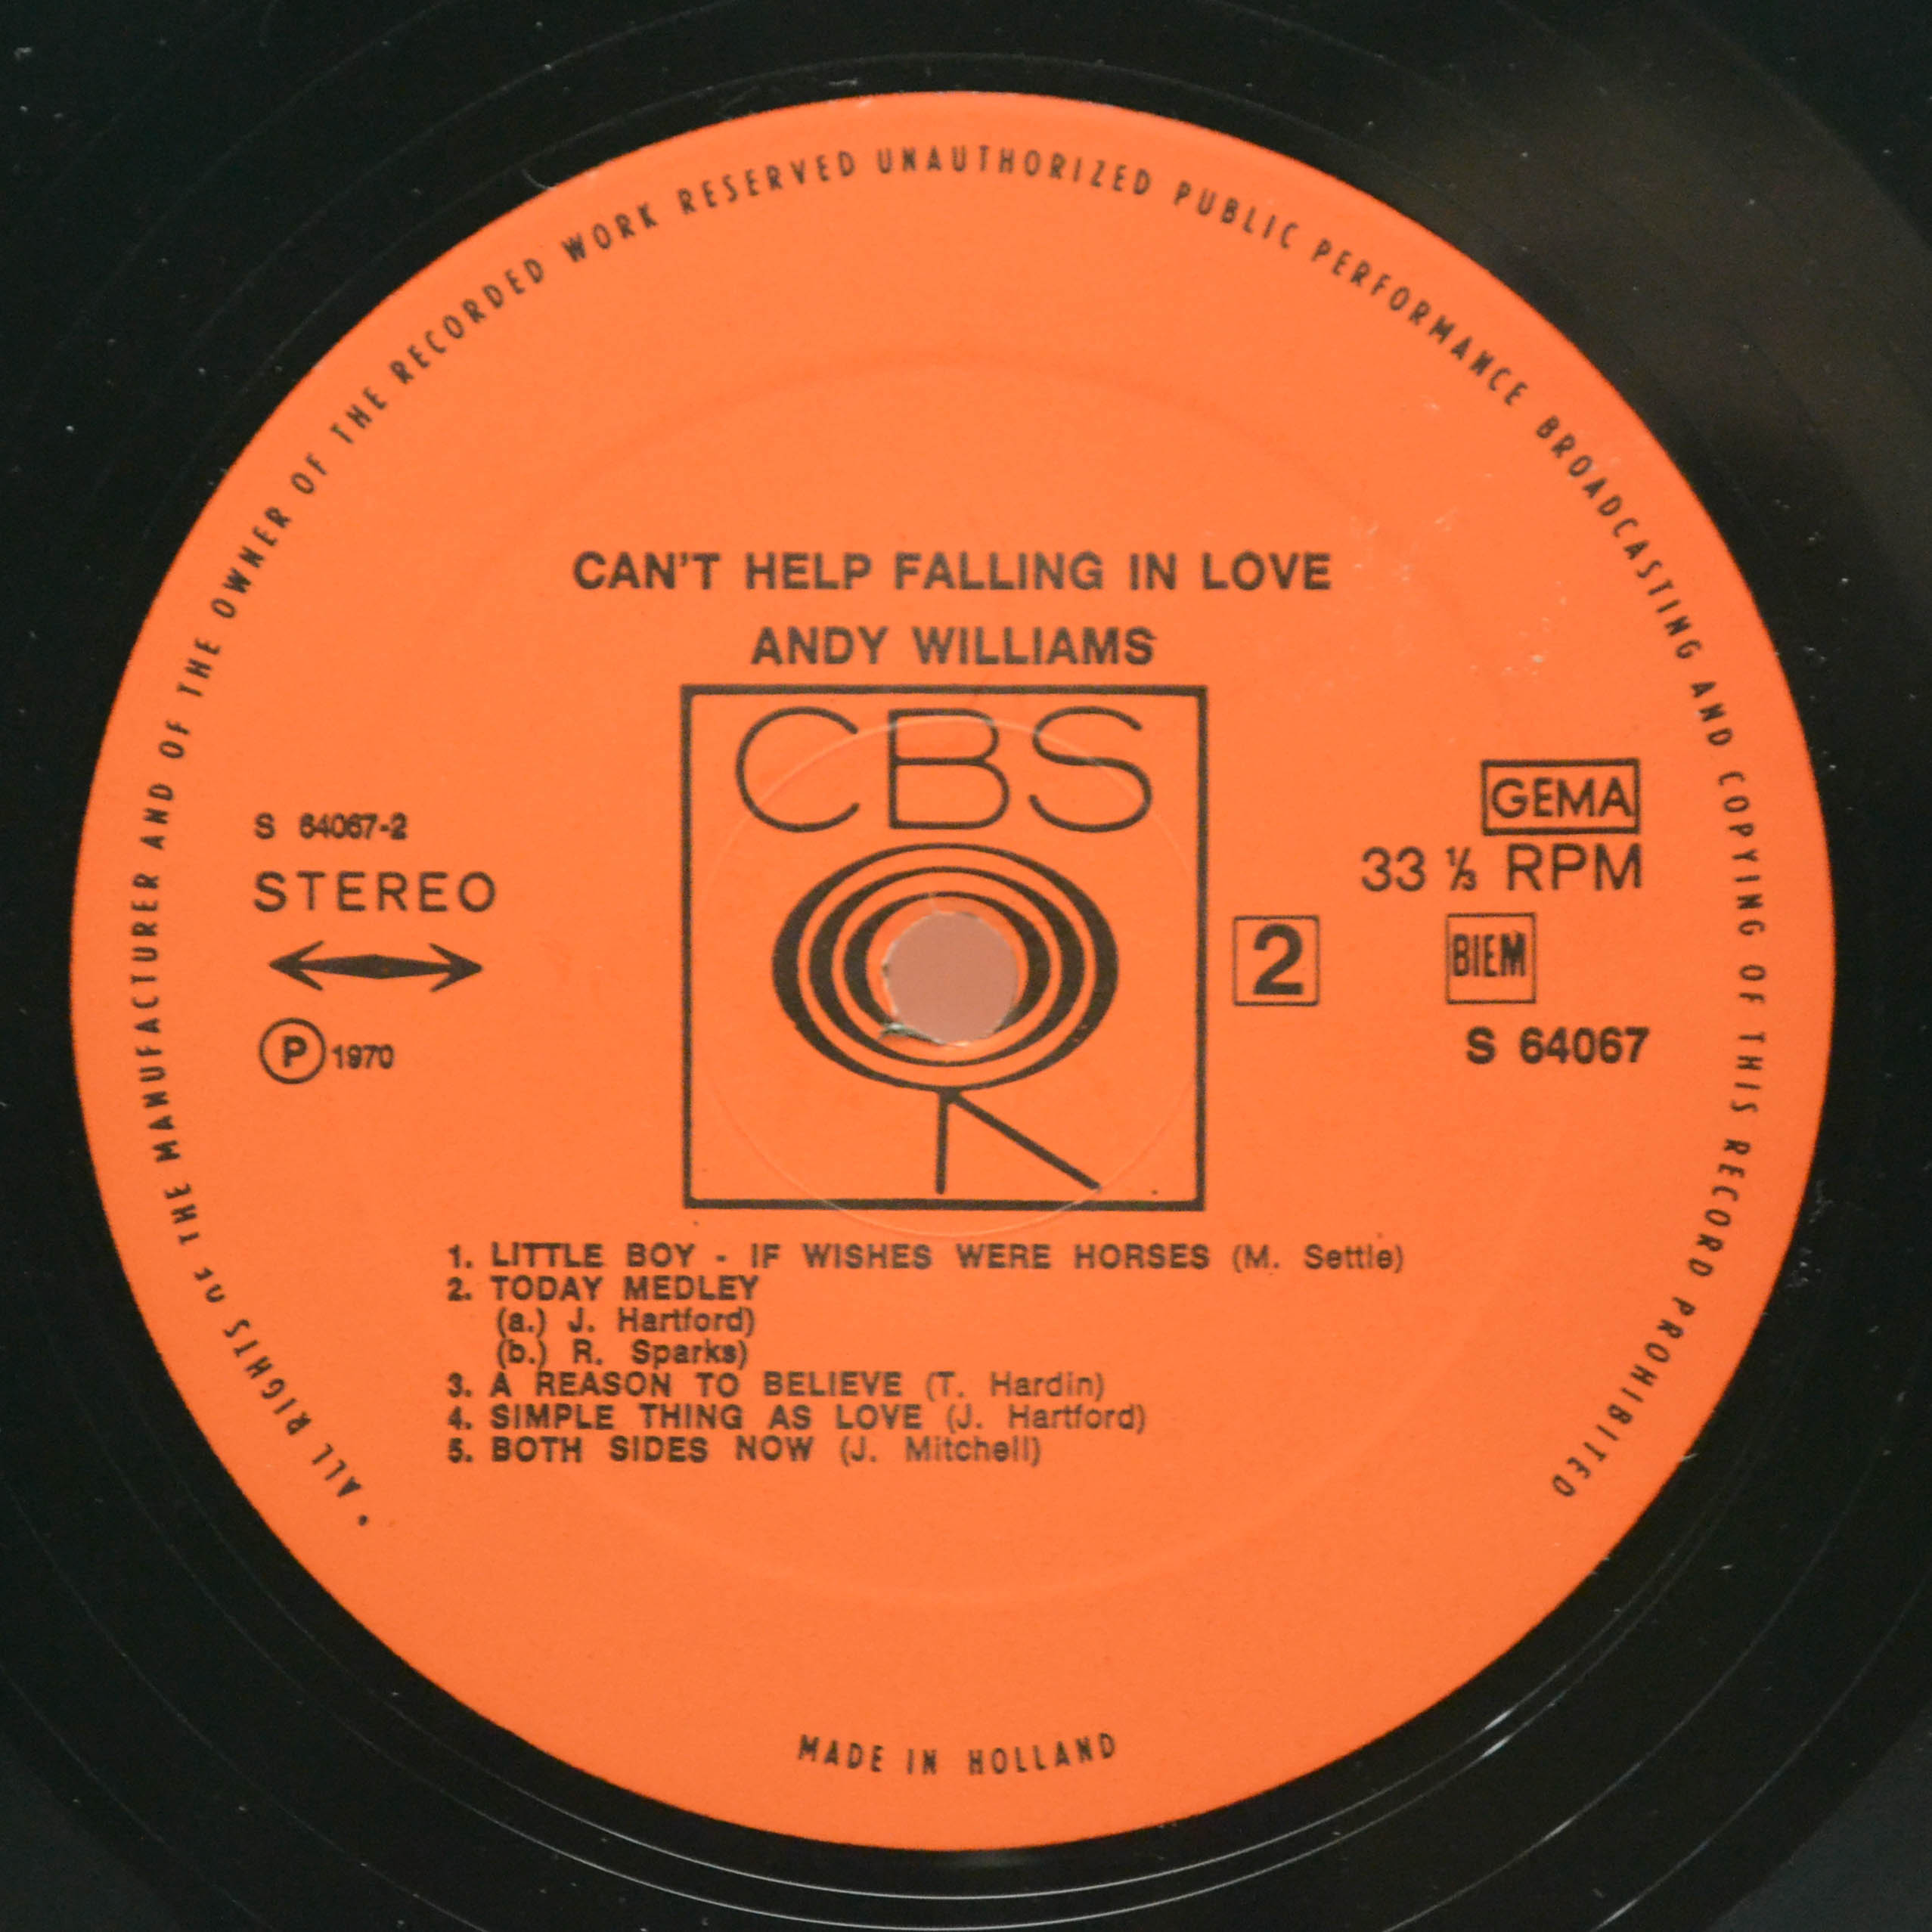 • ALL RIGHTS OF THE MANUFACTURER AND OF THE OWNER OF THE RECORDED WORK RESERVED UNAUTHORIZED PUBLIC PERFORMANCE BROADCASTING AND COPYING OF THIS RECORD PROHIBITED
CAN'T HELP FALLING IN LOVE
ANDY WILLIAMS
CBS
S 64067-2
STEREO
Ⓟ 1970
GEMA
33 ⅓ RPM
2
BIEM
S 64067
1. LITTLE BOY - IF WISHES WERE HORSES (M. Settle)
2. TODAY MEDLEY
(a.) J. Hartford)
(b.) R. Sparks)
3. A REASON TO BELIEVE (T. Hardin)
4. SIMPLE THING AS LOVE (J. Hartford)
5. BOTH SIDES NOW (J. Mitchell)
MADE IN HOLLAND